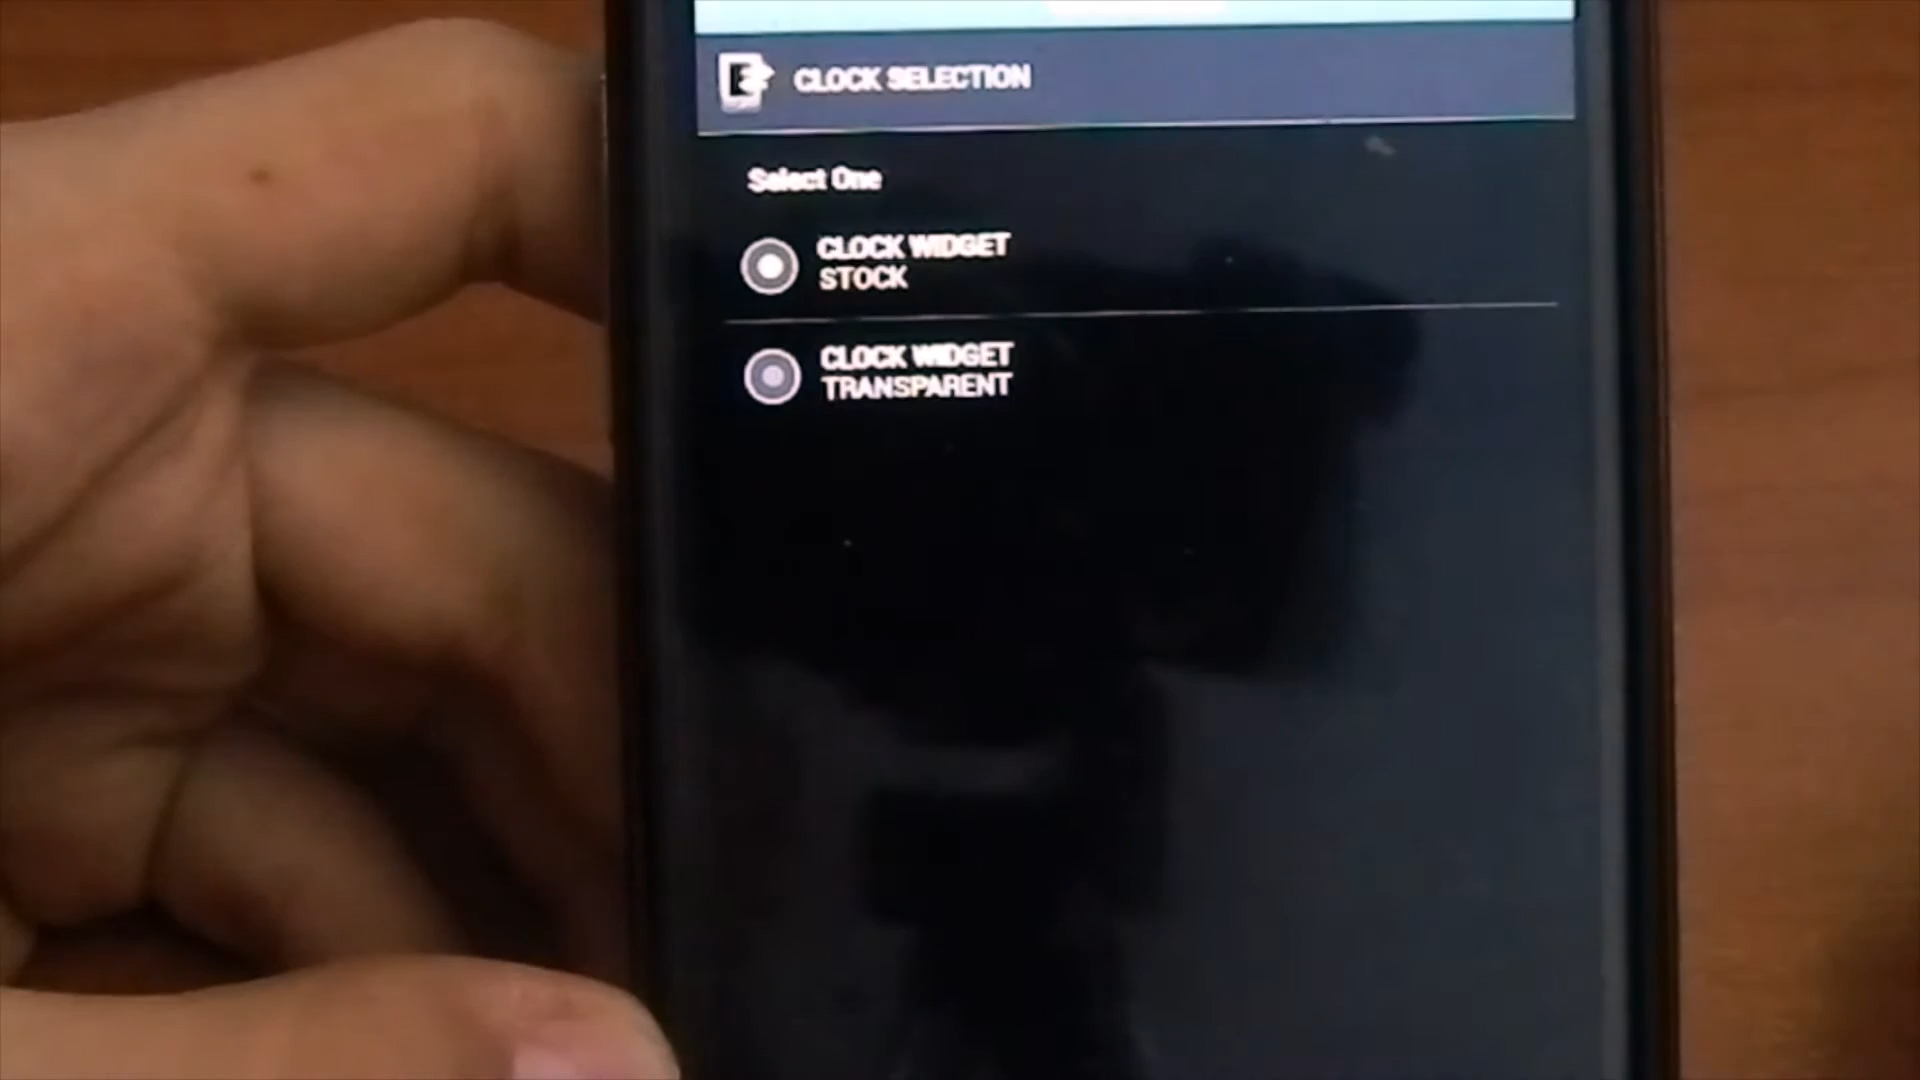 CLOCK SELECTION
Select One
CLOCK WIDGET
STOCK
CLOCK WIDGET
TRANSPARENT